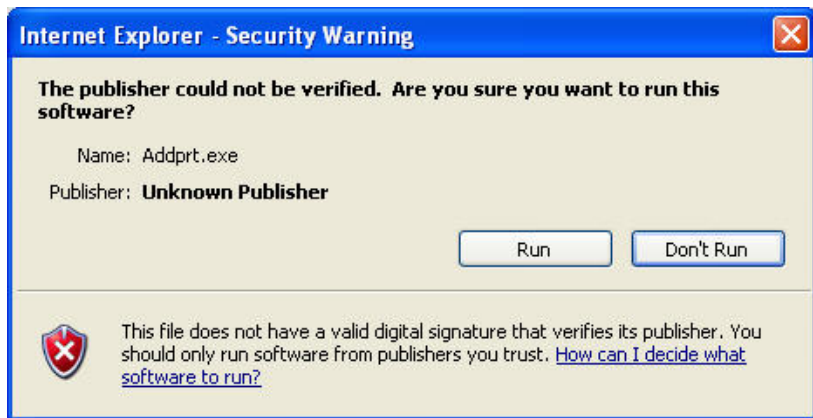 Internet Explorer - Security Warning
The publisher could not be verified.  Are you sure you want to run this
software?
Name: Addprt.exe
Publisher: Unknown Publisher
Run
Don't Run
This file does not have a valid digital signature that verifies its publisher. You
should only run software from publishers you trust. How can I decide what
software to run?